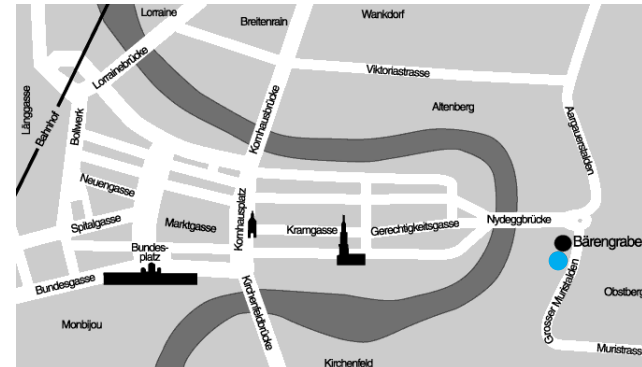 Lorraine
Breitenrain
Wankdorf
Lorrainebrücke
Viktoriastrasse
Länggasse
Bahnhof
Bollwerk
Kornhausbrücke
Altenberg
Aargauerstalden
Neuengasse
Spitalgasse
Marktgasse
Kornhausplatz
Kramgasse
Gerechtigkeitsgasse
Nydeggbrücke
Bundes-
platz
Bärengrabe
Bundesgasse
Kirchenfeldbrücke
Grosser Muristalden
Obstberg
Monbijou
Muristrass
Kirchenfeld